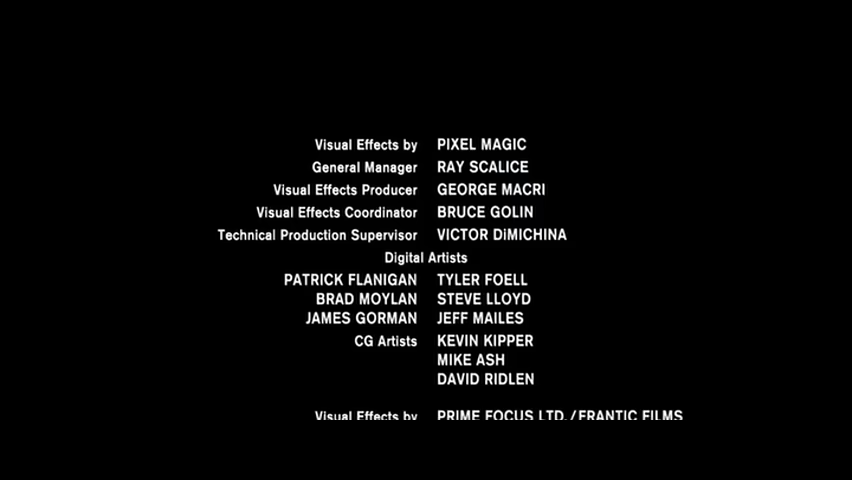 Visual Effects by PIXEL MAGIC
General Manager RAY SCALICE
Visual Effects Producer GEORGE MACRI
Visual Effects Coordinator BRUCE GOLIN
Technical Production Supervisor VICTOR DiMICHINA
Digital Artists
PATRICK FLANIGAN TYLER FOELL
BRAD MOYLAN STEVE LLOYD
JAMES GORMAN JEFF MAILES
CG Artists KEVIN KIPPER
MIKE ASH
DAVID RIDLEN
Visual Effects by PRIME FOCUS LTD./FRANTIC FILMS